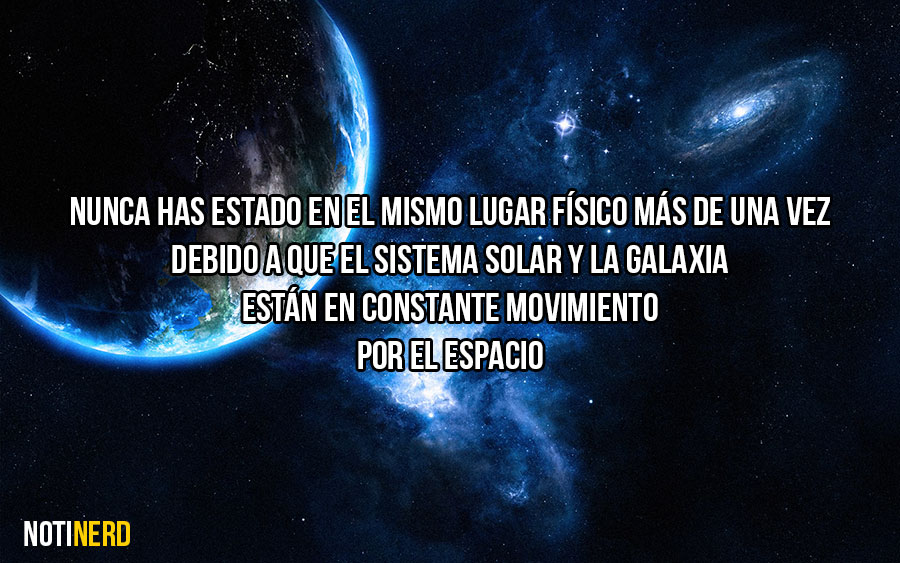 NUNCA HAS ESTADO EN EL MISMO LUGAR FÍSICO MÁS DE UNA VEZ
DEBIDO A QUE EL SISTEMA SOLAR Y LA GALAXIA
ESTÁN EN CONSTANTE MOVIMIENTO
POR EL ESPACIO
NOTINERD